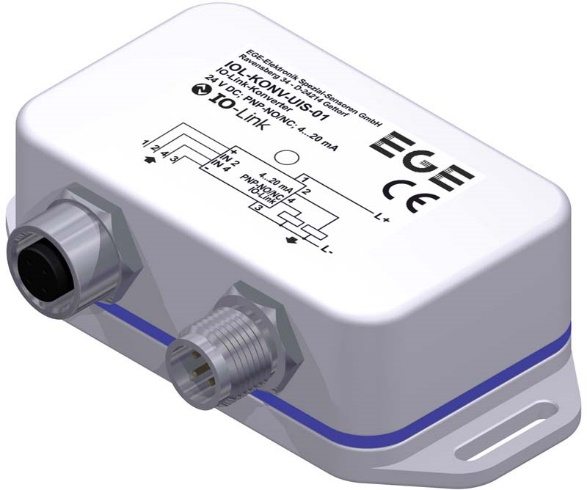 EGE-Elektronik Spezial-Sensoren GmbH
Ravensberg 34 - D-24214 Gettorf
IOL-KONV-UIS-01
IO-Link-Konverter
24 V DC; PNP-NO/NC; 4...20 mA
IO-Link
EGE
CE
1
2
4
3
+
IN 2
IN 4
-
4...20 mA
PNP-NO/NC
IO-Link
1
2
4
3
L+
L-